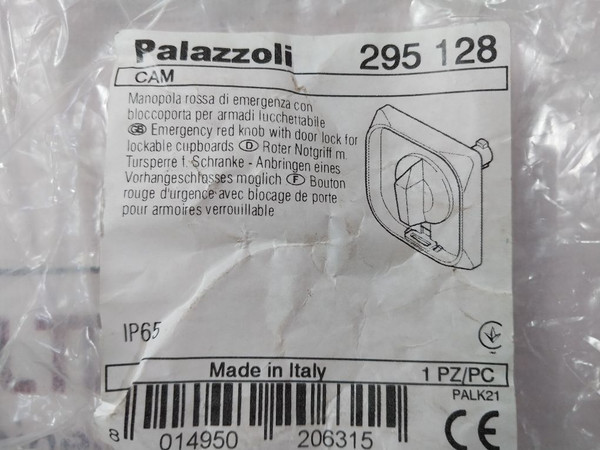 Palazzoli 295 128
CAM
Manopola rossa di emergenza con
bloccoporta per armadi lucchettabile
GB Emergency red knob with door lock for
lockable cupboards D Roter Notgriff m.
Tursperre f. Schranke - Anbringen eines
Vorhangeschlosses moglich F Bouton
rouge d'urgence avec blocage de porte
pour armoires verrouillable
IP65
Made in Italy 1 PZ/PC
PALK21
8 014950 206315 CE